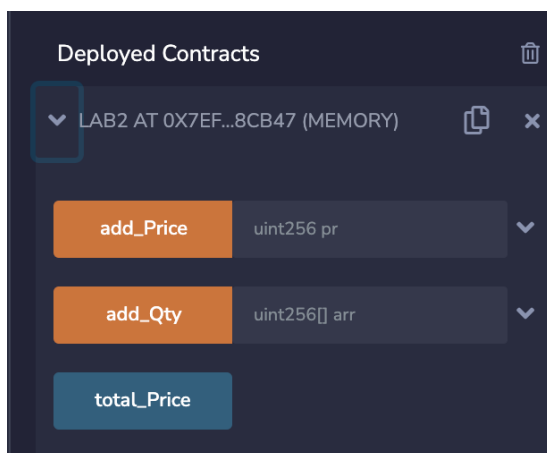 Deployed Contracts
LAB2 AT 0X7EF...8CB47 (MEMORY)
add_Price uint256 pr
add_Qty uint256[] arr
total_Price